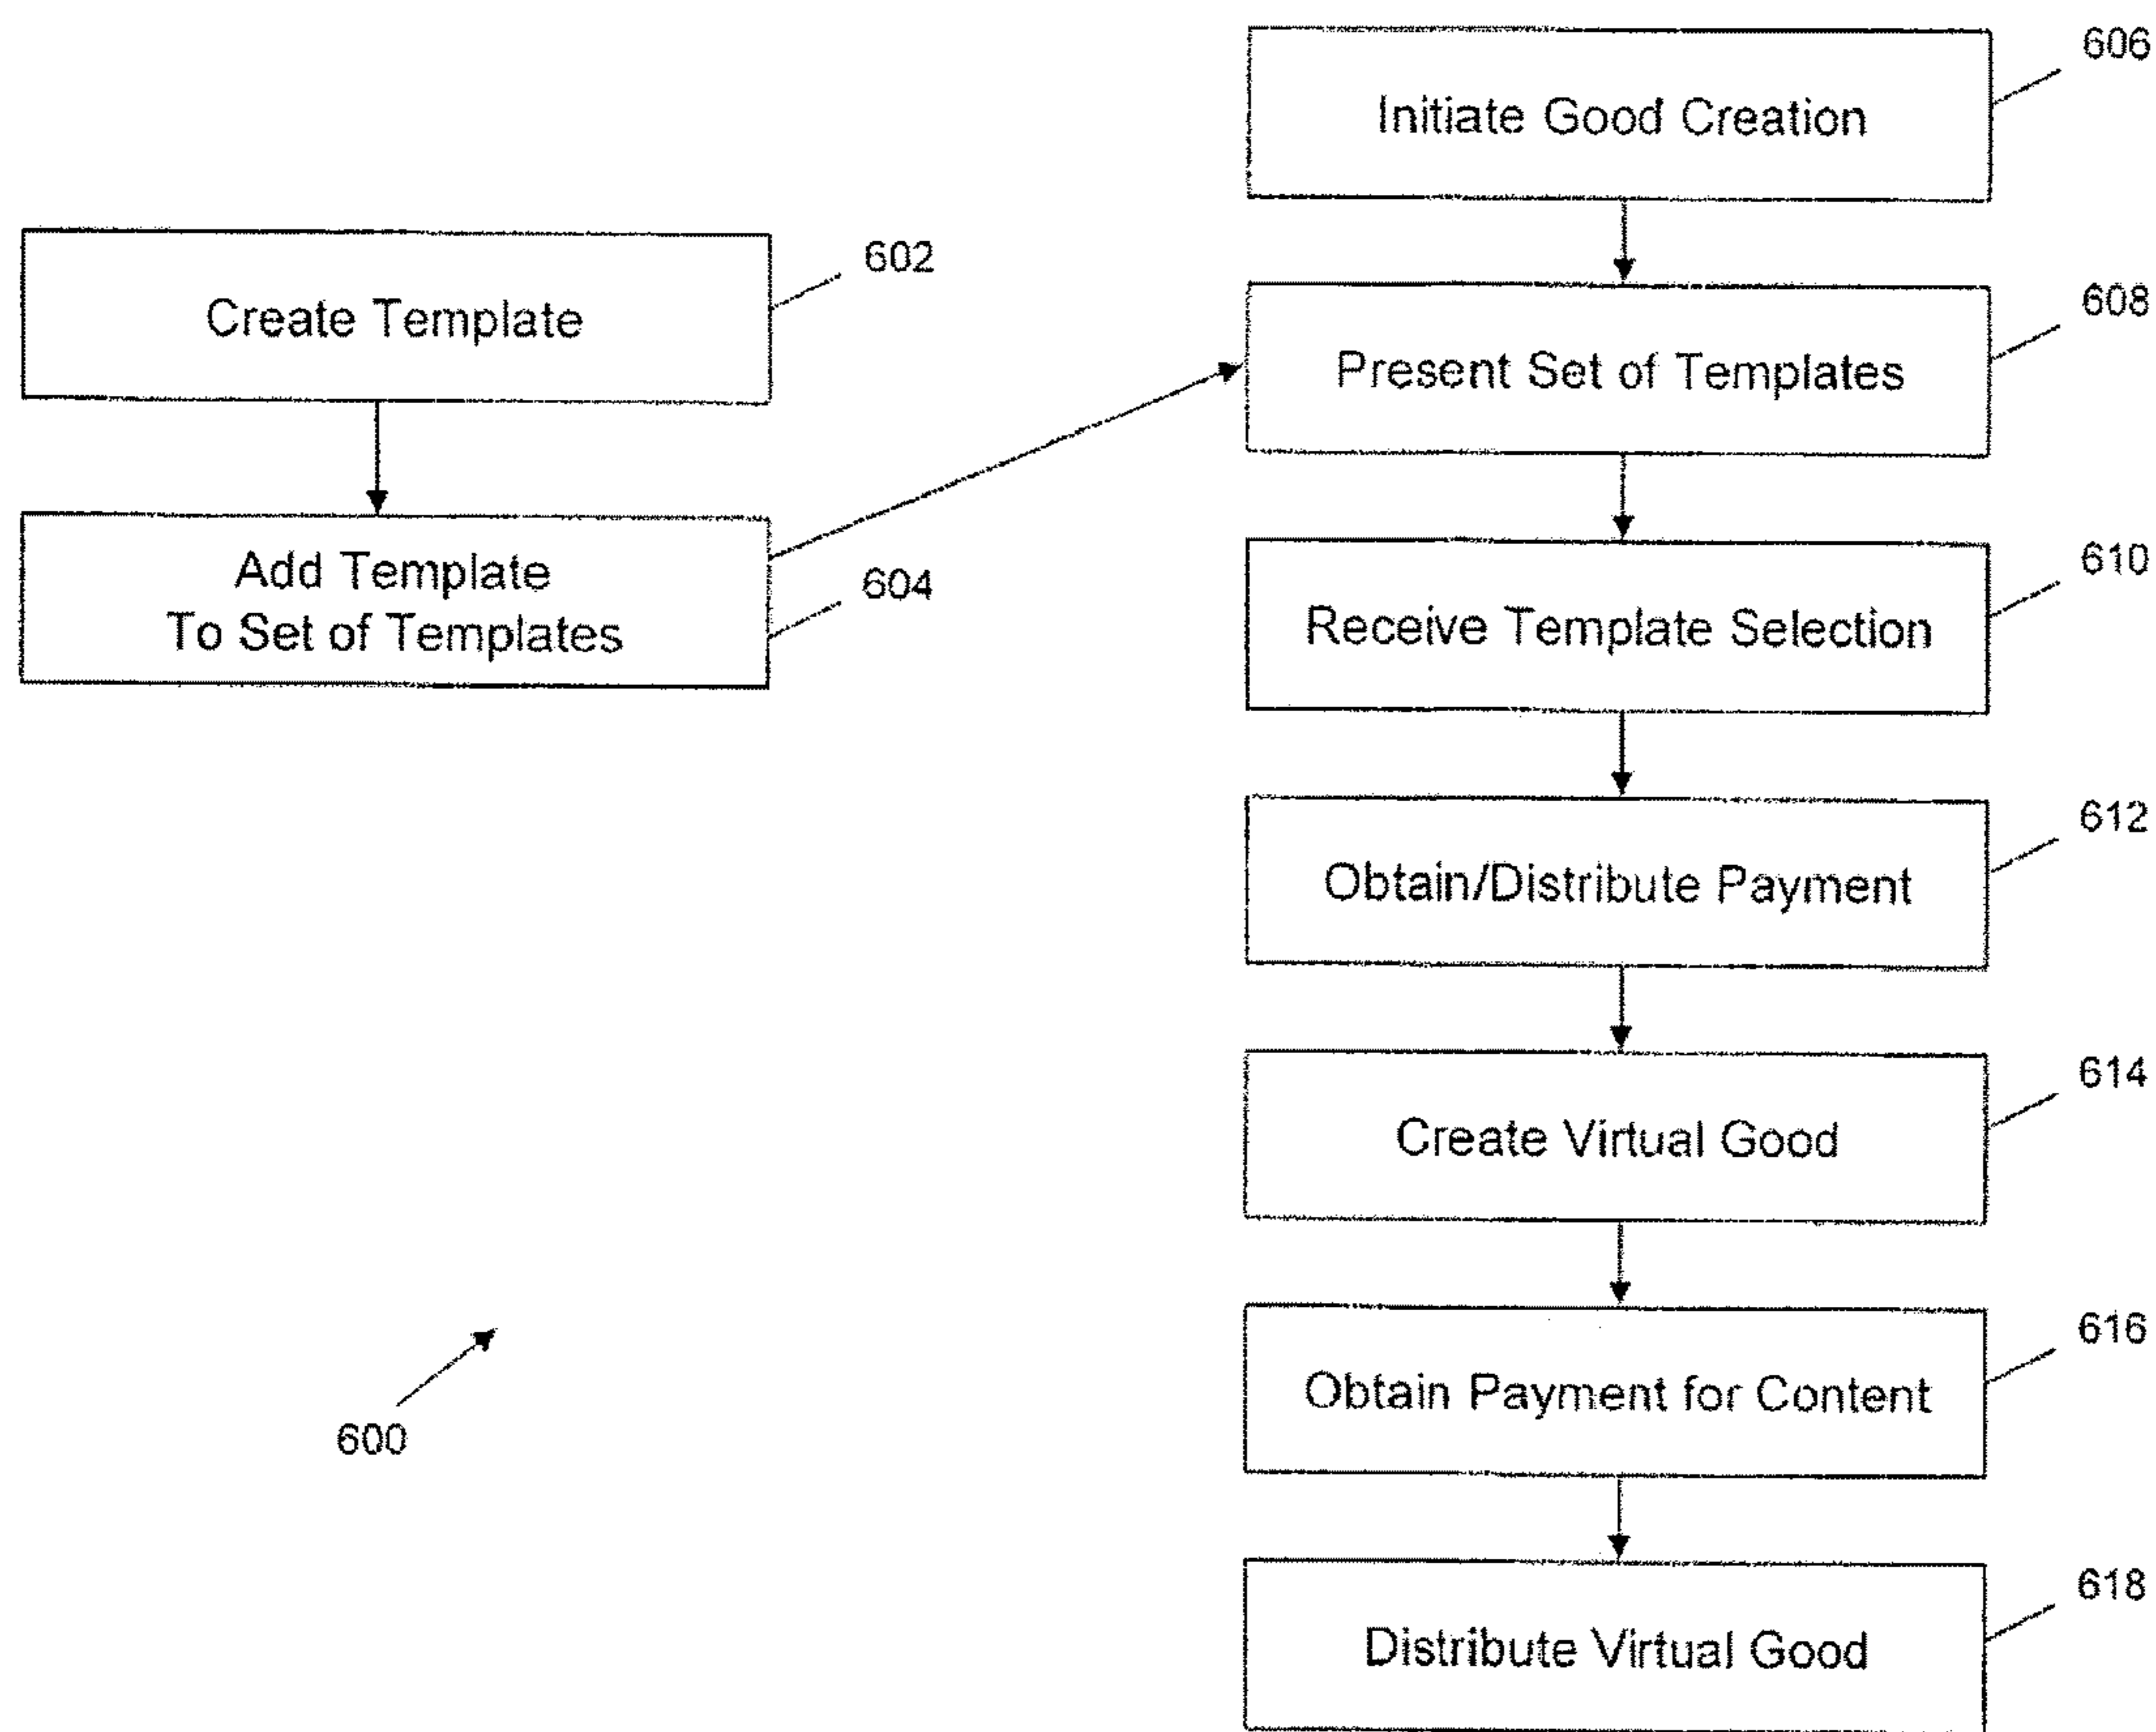 606
Initiate Good Creation
602
Create Template
608
Present Set of Templates
Add Template
To Set of Templates
604
610
Receive Template Selection
612
Obtain/Distribute Payment
614
Create Virtual Good
616
Obtain Payment for Content
600
618
Distribute Virtual Good